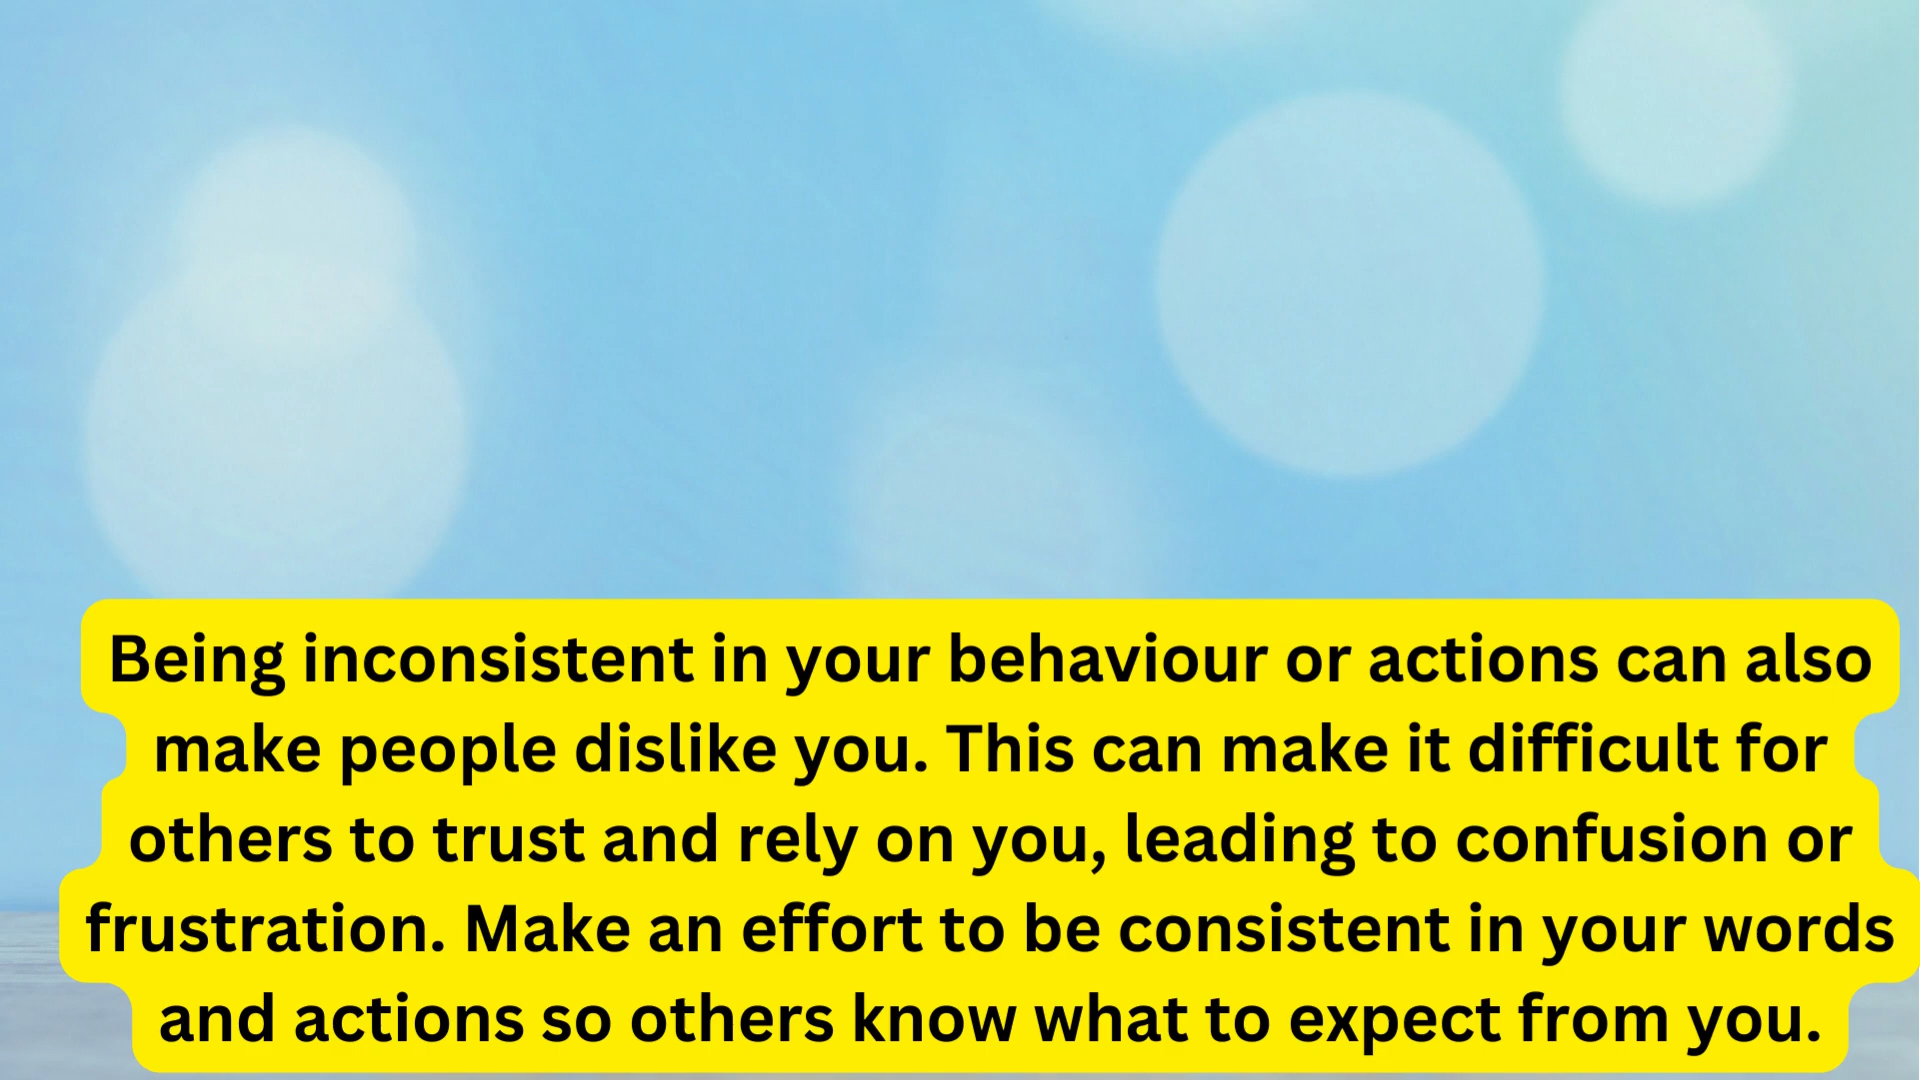 Being inconsistent in your behaviour or actions can also
make people dislike you. This can make it difficult for
others to trust and rely on you, leading to confusion or
frustration. Make an effort to be consistent in your words
and actions so others know what to expect from you.